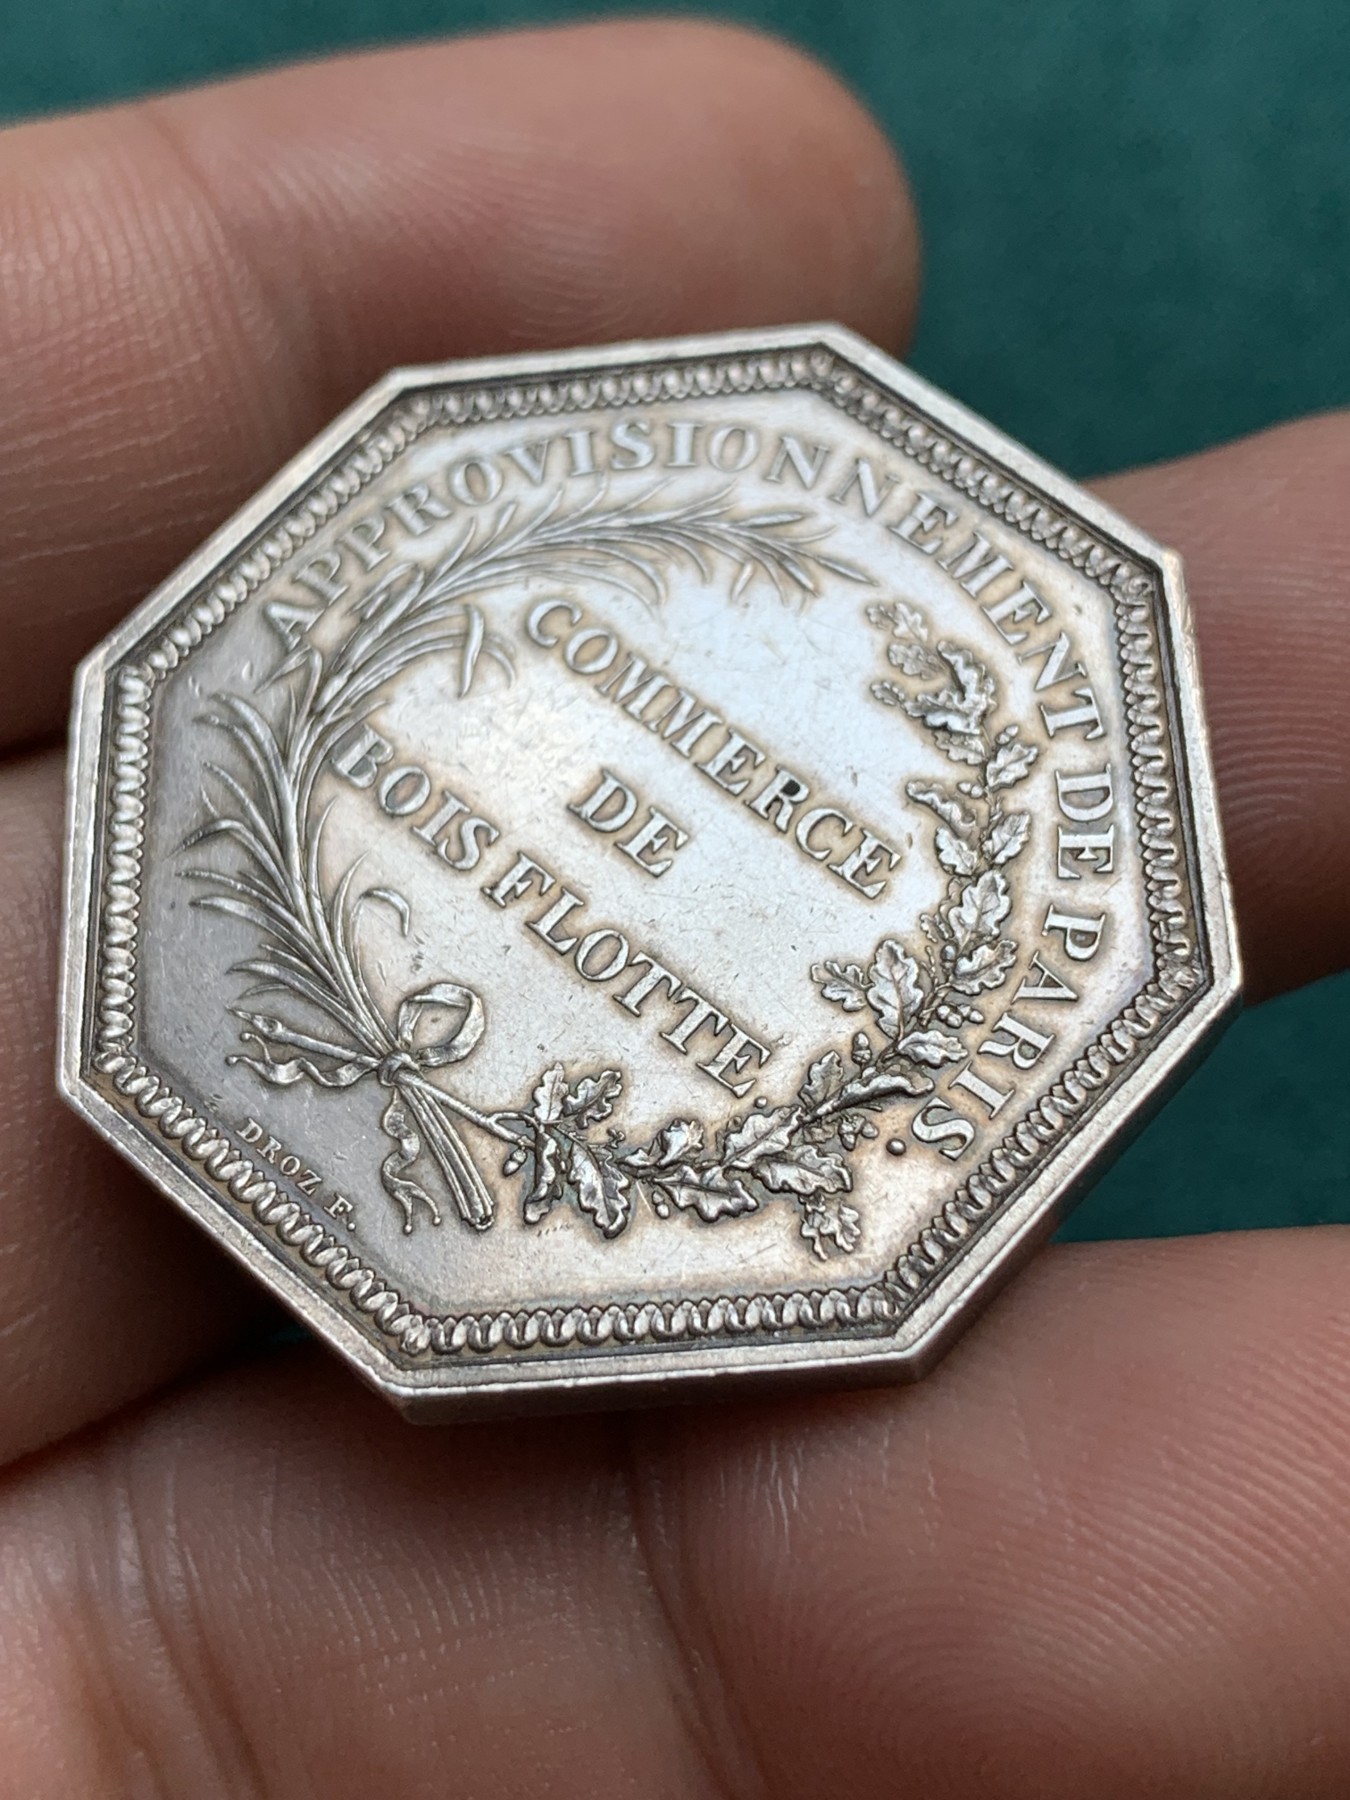 APPROVISIONNEMENT DE PARIS.
COMMERCE
DE
BOIS FLOTTE
DROZ F.